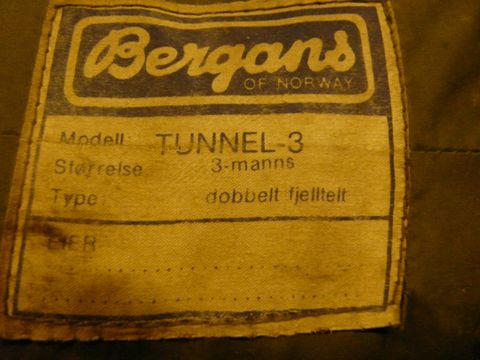 Bergans
OF NORWAY
Modell: TUNNEL-3
Størrelse 3-manns
Type dobbelt fjelltelt
EIER